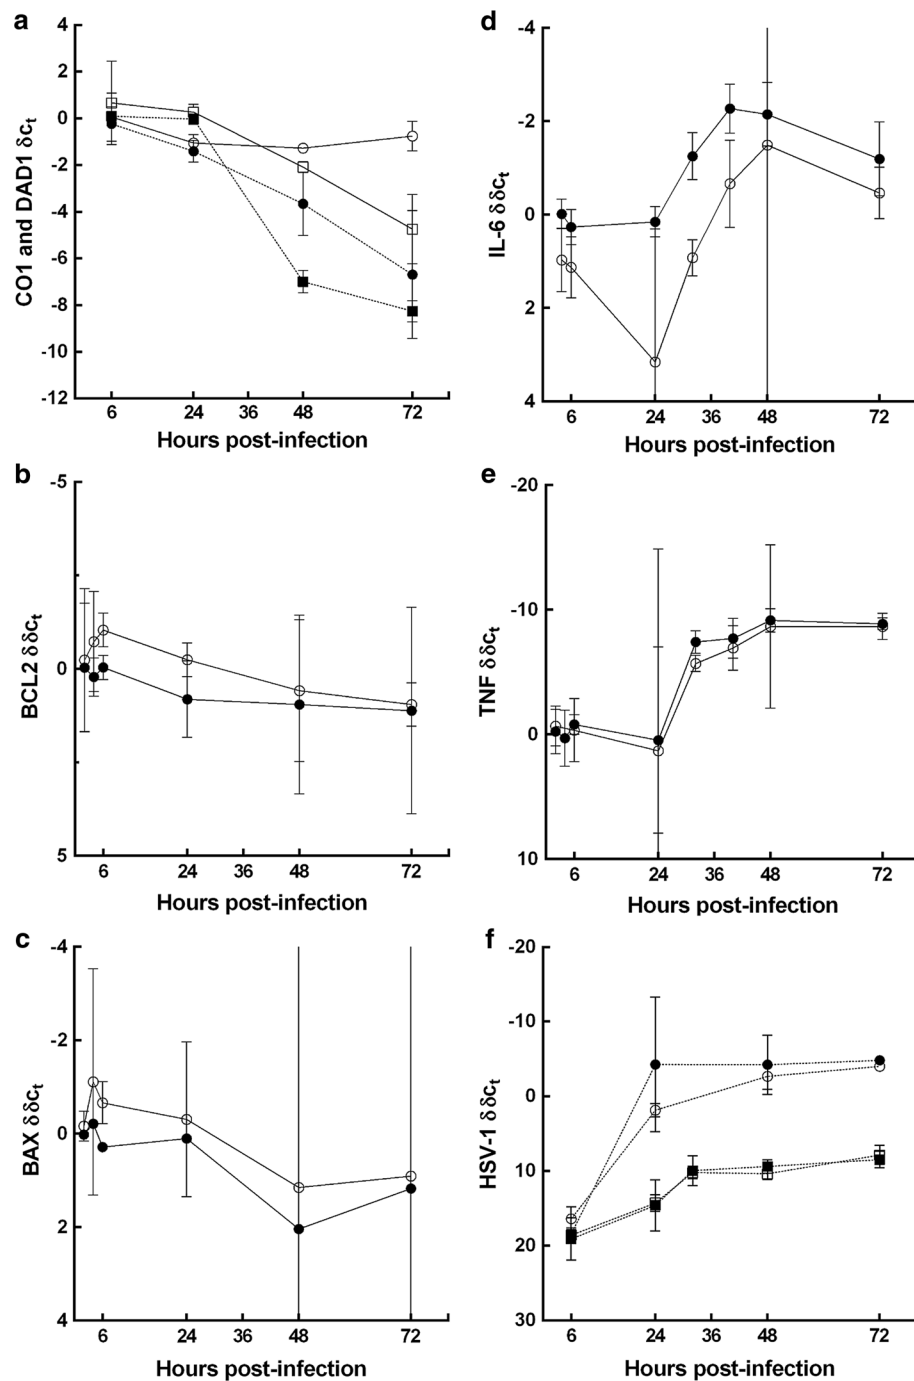 a
4
2
0
-2
-4
-6
-8
-10
-12
CO1 and DAD1 δct
6 24 36 48 72
Hours post-infection
b
-5
0
5
BCL2 δδct
6 24 36 48 72
Hours post-infection
c
-4
-2
0
2
4
BAX δδct
6 24 36 48 72
Hours post-infection
d
-4
-2
0
2
4
IL-6 δδct
6 24 36 48 72
Hours post-infection
e
-20
-10
0
10
TNF δδct
6 24 36 48 72
Hours post-infection
f
-20
-10
0
10
20
30
HSV-1 δδct
6 24 36 48 72
Hours post-infection